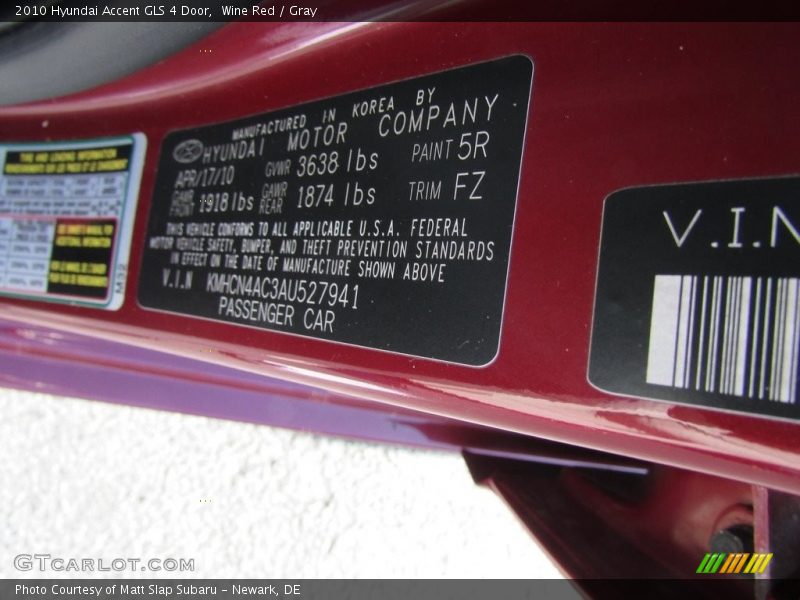 2010 Hyundai Accent GLS 4 Door, Wine Red / Gray
MANUFACTURED IN KOREA BY
HYUNDAI MOTOR COMPANY
APR/17/10 GVWR 3638 lbs PAINT 5R
GAWR FRONT 1918 lbs GAWR REAR 1874 lbs TRIM FZ
THIS VEHICLE CONFORMS TO ALL APPLICABLE U.S.A. FEDERAL
MOTOR VEHICLE SAFETY, BUMPER, AND THEFT PREVENTION STANDARDS
IN EFFECT ON THE DATE OF MANUFACTURE SHOWN ABOVE
V.I.N KMHCN4AC3AU527941
PASSENGER CAR
M32
V.I.N
GTcarlot.com
Photo Courtesy of Matt Slap Subaru - Newark, DE